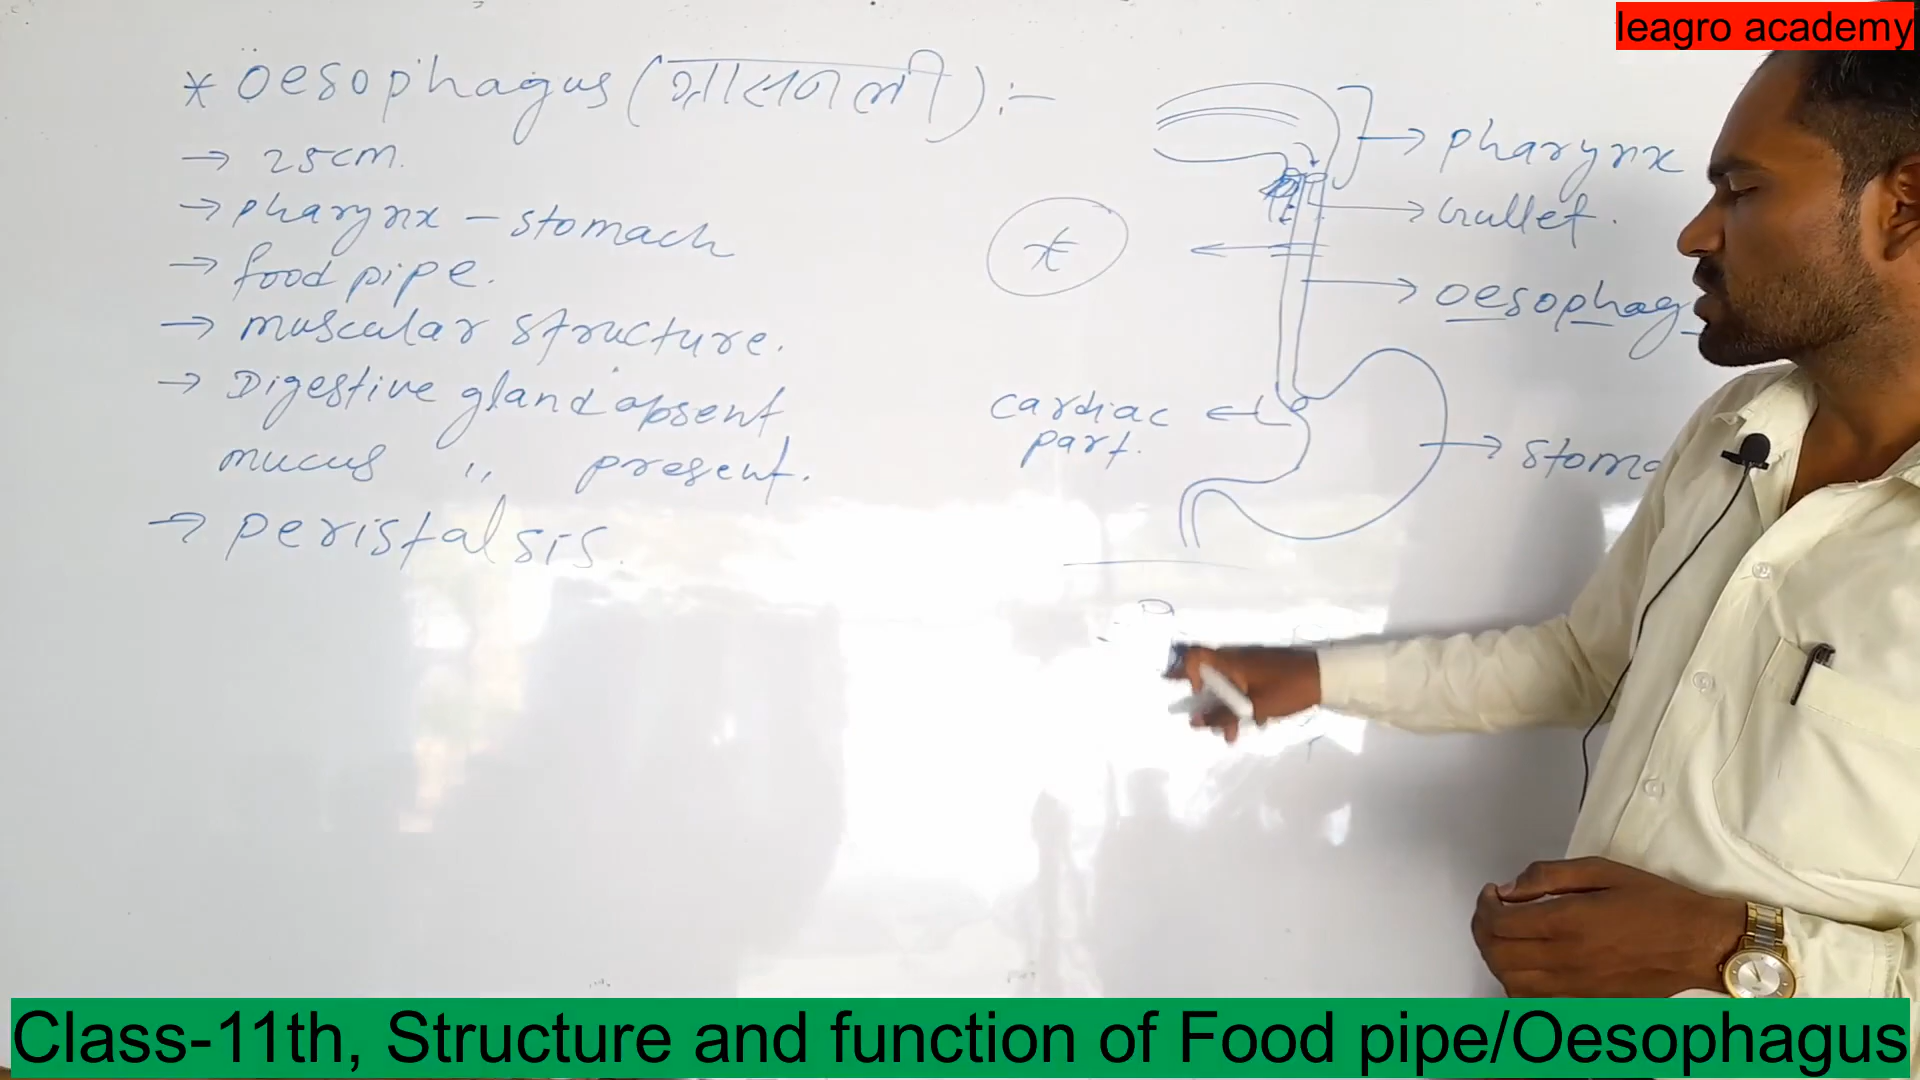 leagro academy
* Oesophagus (ग्रासनली) :-
→ 25cm.
→ pharynx - stomach
→ food pipe.
→ muscular structure.
→ Digestive gland absent
mucus ,, present.
→ peristalsis.
→ pharynx
→ Gullet.
→ oesophag
cardiac
part.
→ stoma
Class-11th, Structure and function of Food pipe/Oesophagus